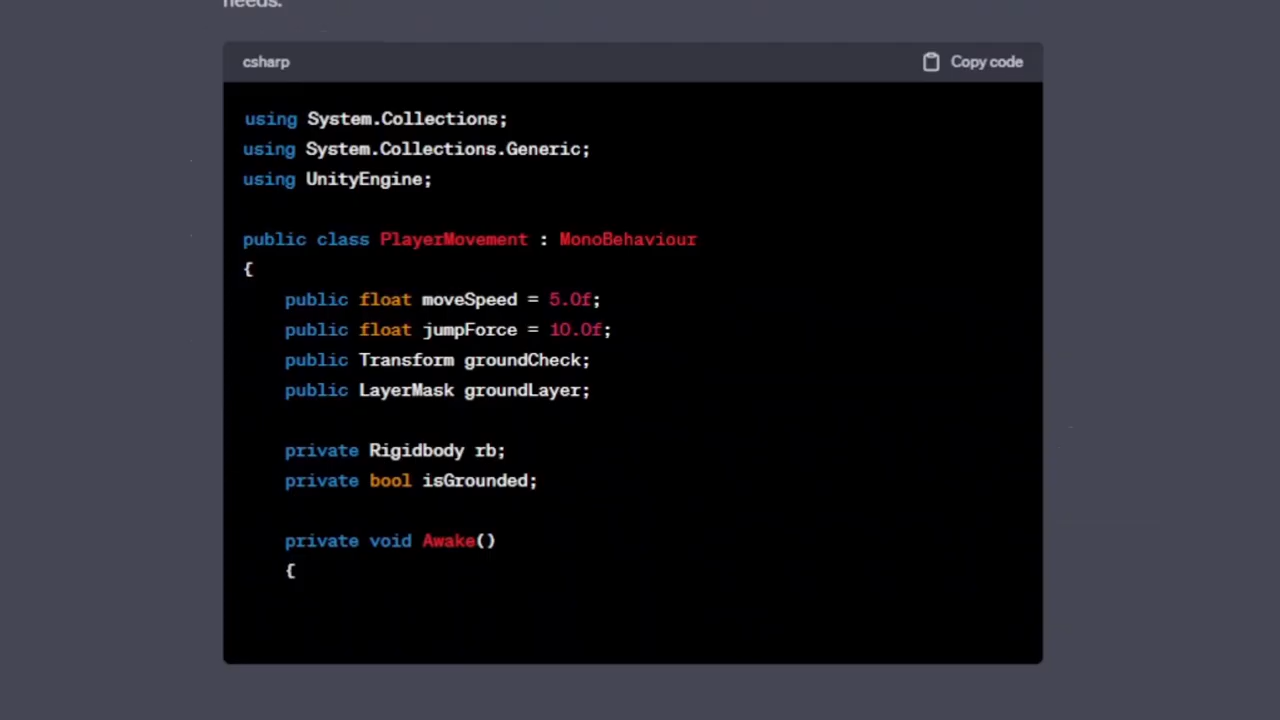 needs.
csharp
Copy code
using System.Collections;
using System.Collections.Generic;
using UnityEngine;
public class PlayerMovement : MonoBehaviour
{
public float moveSpeed = 5.0f;
public float jumpForce = 10.0f;
public Transform groundCheck;
public LayerMask groundLayer;
private Rigidbody rb;
private bool isGrounded;
private void Awake()
{